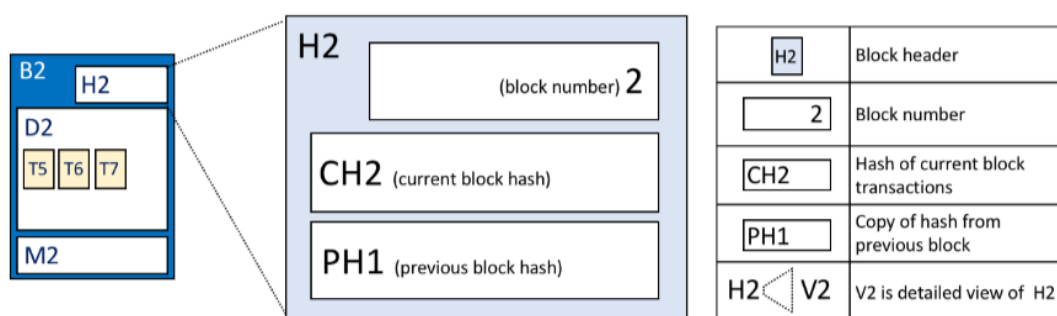 B2
H2
D2
T5 T6 T7
M2
H2
(block number) 2
CH2 (current block hash)
PH1 (previous block hash)
H2 Block header
2 Block number
CH2 Hash of current block
transactions
PH1 Copy of hash from
previous block
H2 V2 V2 is detailed view of H2